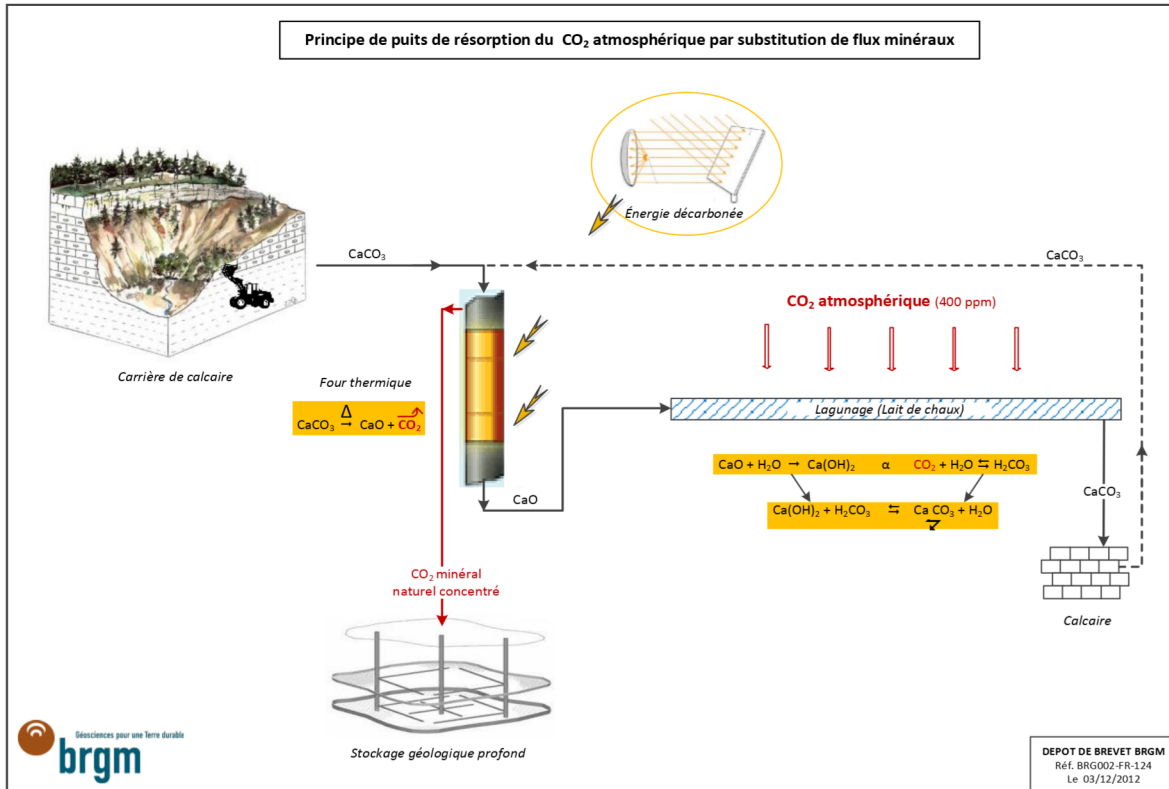 Principe de puits de résorption du CO₂ atmosphérique par substitution de flux minéraux
Énergie décarbonée
CaCO₃
CaCO₃
CO₂ atmosphérique (400 ppm)
Carrière de calcaire
Four thermique
Δ
CaCO₃ → CaO + CO₂
Lagunage (Lait de chaux)
CaO + H₂O → Ca(OH)₂ α CO₂ + H₂O ⇆ H₂CO₃
Ca(OH)₂ + H₂CO₃ ⇆ Ca CO₃ + H₂O
CaO
CaCO₃
CO₂ minéral
naturel concentré
Calcaire
Stockage géologique profond
Géosciences pour une Terre durable
brgm
DEPOT DE BREVET BRGM
Réf. BRG002-FR-124
Le 03/12/2012